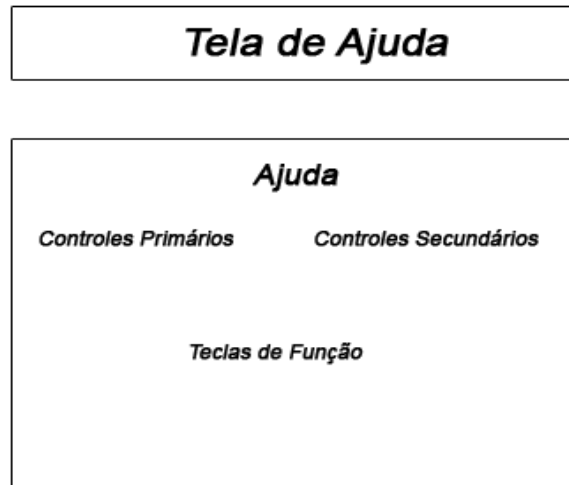 Tela de Ajuda
Ajuda
Controles Primários Controles Secundários
Teclas de Função